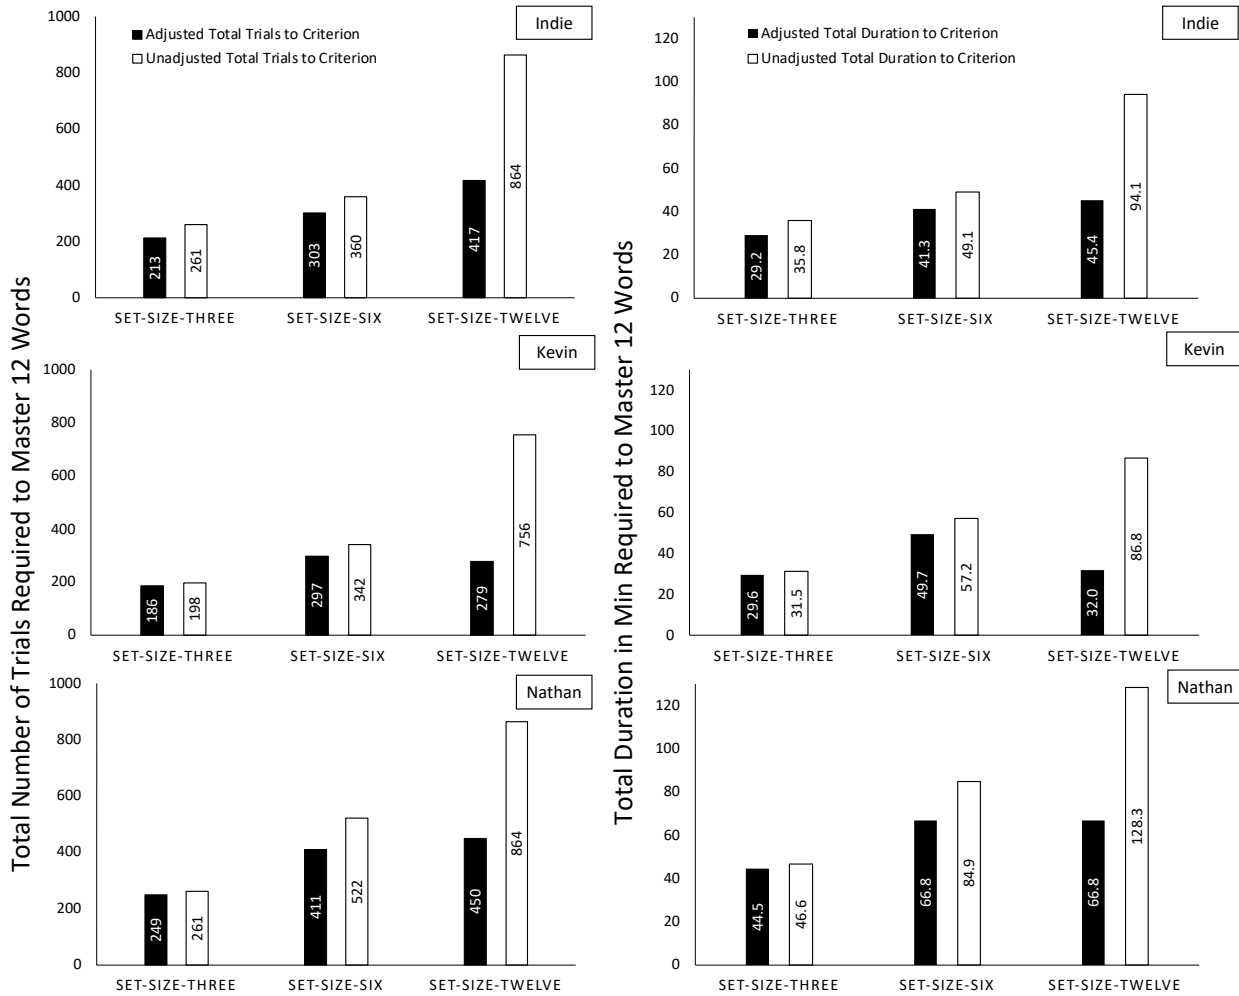 Total Number of Trials Required to Master 12 Words
Indie
Adjusted Total Trials to Criterion
Unadjusted Total Trials to Criterion
1000
800
600
400
200
0
213
261
303
360
417
864
SET-SIZE-THREE
SET-SIZE-SIX
SET-SIZE-TWELVE
Kevin
1000
800
600
400
200
0
186
198
297
342
279
756
SET-SIZE-THREE
SET-SIZE-SIX
SET-SIZE-TWELVE
Nathan
1000
800
600
400
200
0
249
261
411
522
450
864
SET-SIZE-THREE
SET-SIZE-SIX
SET-SIZE-TWELVE
Total Duration in Min Required to Master 12 Words
Indie
Adjusted Total Duration to Criterion
Unadjusted Total Duration to Criterion
120
100
80
60
40
20
0
29.2
35.8
41.3
49.1
45.4
94.1
SET-SIZE-THREE
SET-SIZE-SIX
SET-SIZE-TWELVE
Kevin
120
100
80
60
40
20
0
29.6
31.5
49.7
57.2
32.0
86.8
SET-SIZE-THREE
SET-SIZE-SIX
SET-SIZE-TWELVE
Nathan
120
100
80
60
40
20
0
44.5
46.6
66.8
84.9
66.8
128.3
SET-SIZE-THREE
SET-SIZE-SIX
SET-SIZE-TWELVE